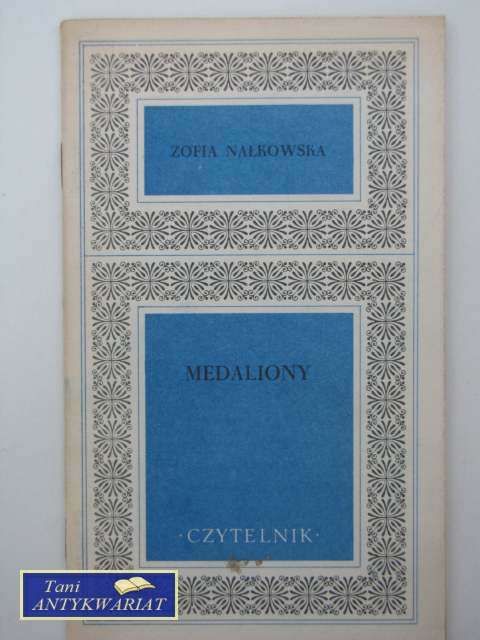 ZOFIA NAŁKOWSKA
MEDALIONY
·CZYTELNIK·
Tani
ANTYKWARIAT